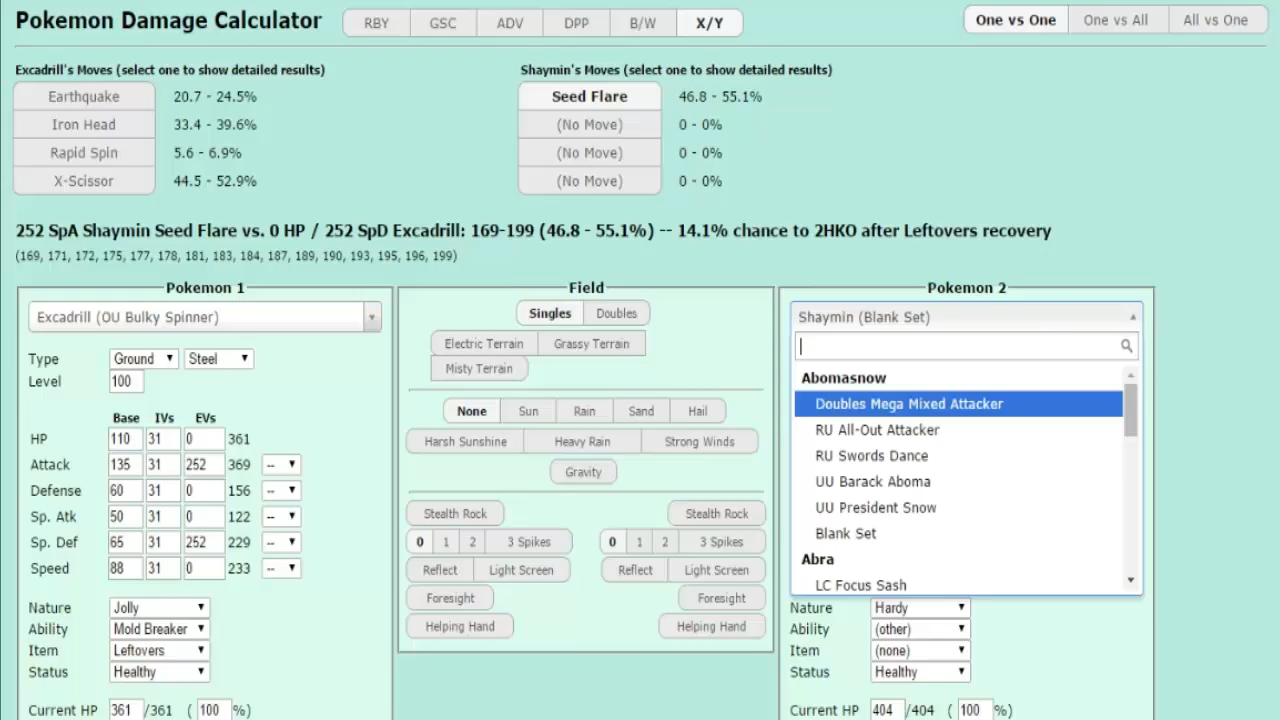 Pokemon Damage Calculator RBY GSC ADV DPP B/W X/Y One vs One One vs All All vs One
Excadrill's Moves (select one to show detailed results) Shaymin's Moves (select one to show detailed results)
Earthquake 20.7 - 24.5% Seed Flare 46.8 - 55.1%
Iron Head 33.4 - 39.6% (No Move) 0 - 0%
Rapid Spin 5.6 - 6.9% (No Move) 0 - 0%
X-Scissor 44.5 - 52.9% (No Move) 0 - 0%
252 SpA Shaymin Seed Flare vs. 0 HP / 252 SpD Excadrill: 169-199 (46.8 - 55.1%) -- 14.1% chance to 2HKO after Leftovers recovery
(169, 171, 172, 175, 177, 178, 181, 183, 184, 187, 189, 190, 193, 195, 196, 199)
Pokemon 1
Excadrill (OU Bulky Spinner)
Type Ground Steel
Level 100
Base IVs EVs
HP 110 31 0 361
Attack 135 31 252 369 --
Defense 60 31 0 156 --
Sp. Atk 50 31 0 122 --
Sp. Def 65 31 252 229 --
Speed 88 31 0 233 --
Nature Jolly
Ability Mold Breaker
Item Leftovers
Status Healthy
Current HP 361 /361 ( 100 %)
Field
Singles Doubles
Electric Terrain Grassy Terrain
Misty Terrain
None Sun Rain Sand Hail
Harsh Sunshine Heavy Rain Strong Winds
Gravity
Stealth Rock Stealth Rock
0 1 2 3 Spikes 0 1 2 3 Spikes
Reflect Light Screen Reflect Light Screen
Foresight Foresight
Helping Hand Helping Hand
Pokemon 2
Shaymin (Blank Set)
Abomasnow
Doubles Mega Mixed Attacker
RU All-Out Attacker
RU Swords Dance
UU Barack Aboma
UU President Snow
Blank Set
Abra
LC Focus Sash
Nature Hardy
Ability (other)
Item (none)
Status Healthy
Current HP 404 /404 ( 100 %)